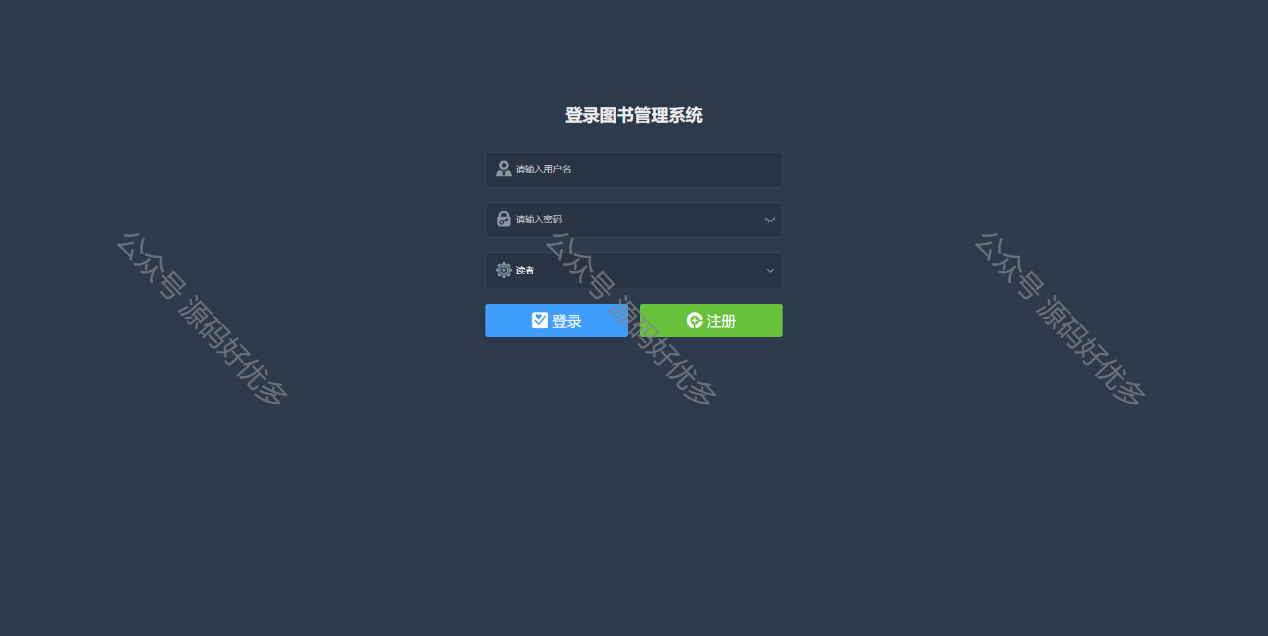 登录图书管理系统
请输入用户名
请输入密码
读者
登录 注册
公众号 源码好优多
公众号 源码好优多
公众号 源码好优多